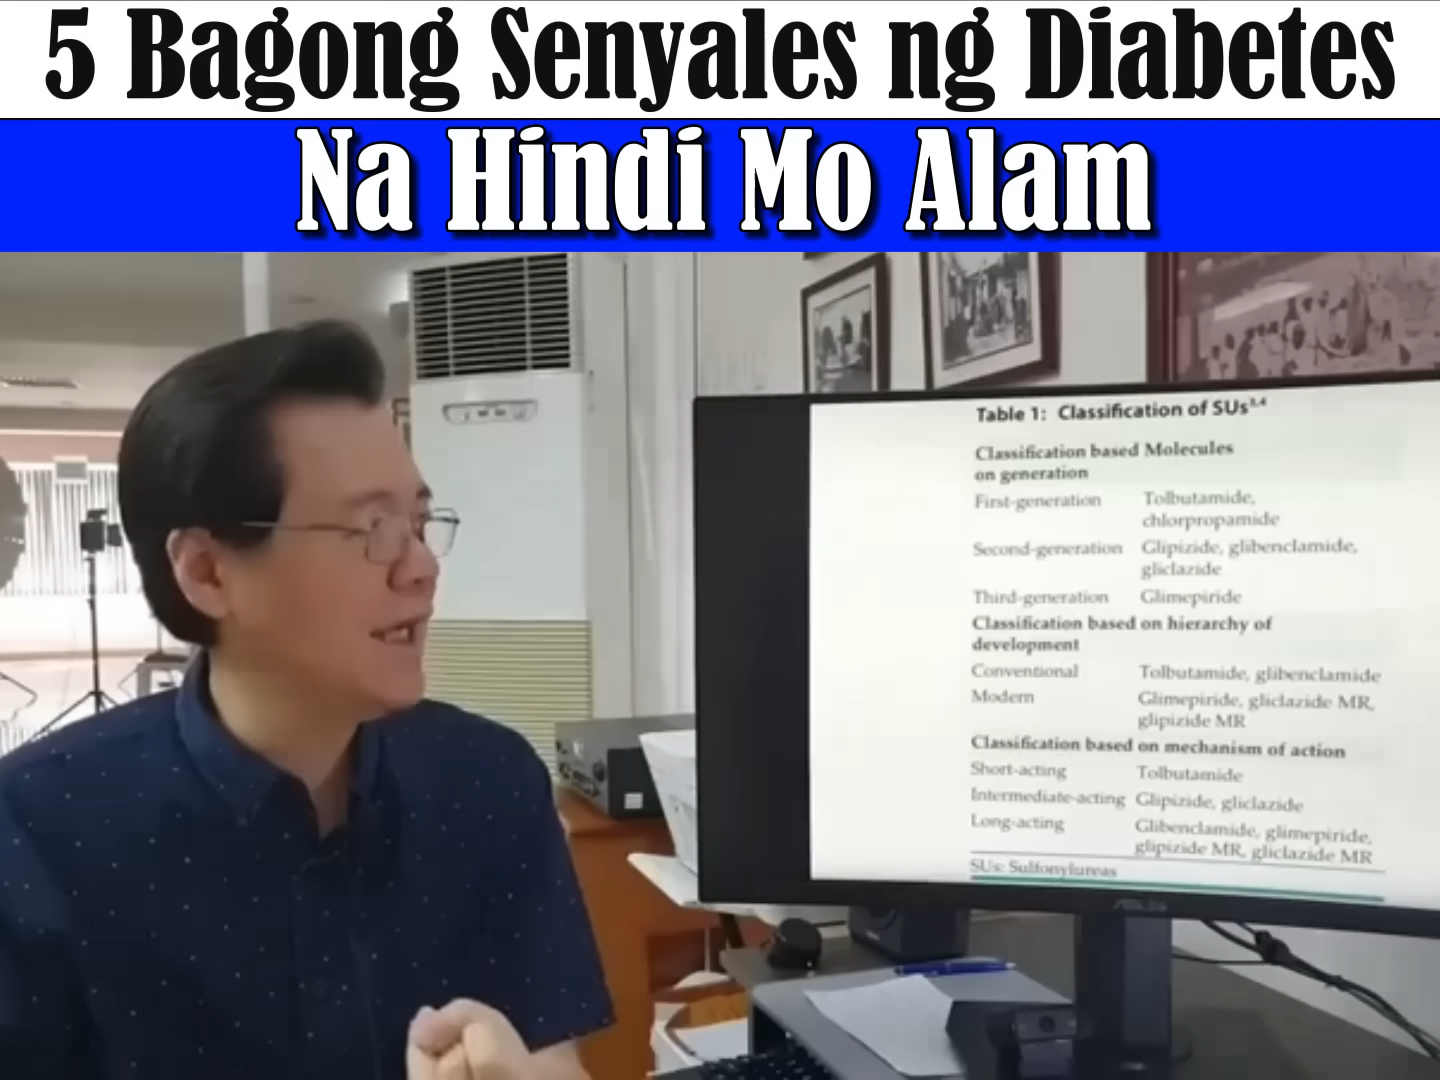 5 Bagong Senyales ng Diabetes
Na Hindi Mo Alam
Table 1: Classification of SUs³,⁴
Classification based Molecules
on generation
First-generation Tolbutamide,
chlorpropamide
Second-generation Glipizide, glibenclamide,
gliclazide
Third-generation Glimepiride
Classification based on hierarchy of
development
Conventional Tolbutamide, glibenclamide
Modern Glimepiride, gliclazide MR,
glipizide MR
Classification based on mechanism of action
Short-acting Tolbutamide
Intermediate-acting Glipizide, gliclazide
Long-acting Glibenclamide, glimepiride,
glipizide MR, gliclazide MR
SUs: Sulfonylureas